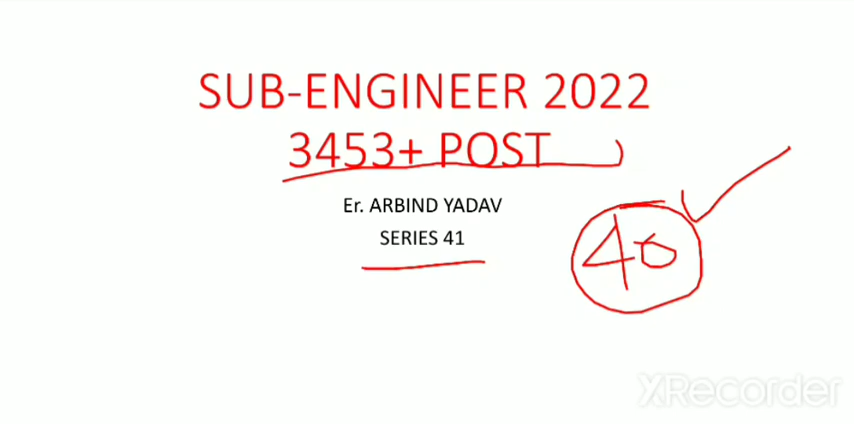 SUB-ENGINEER 2022
3453+ POST
Er. ARBIND YADAV
SERIES 41
40
XRecorder